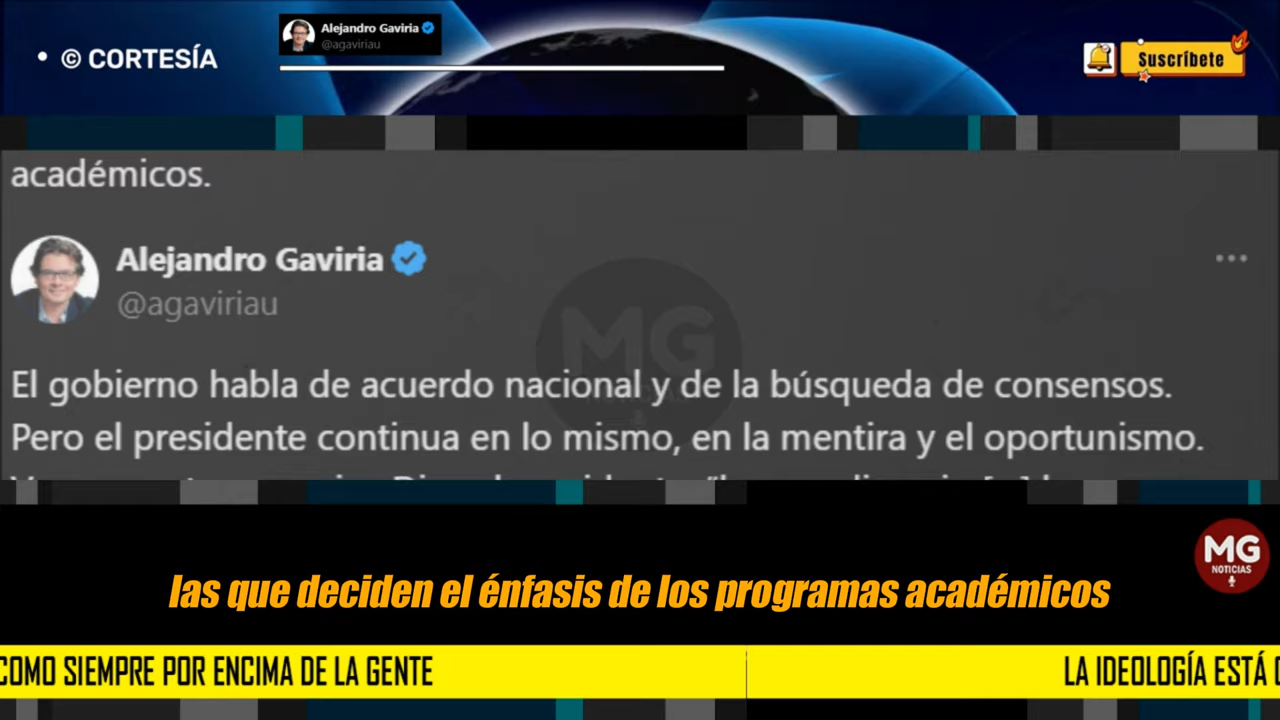 • © CORTESÍA
Alejandro Gaviria
@agaviriau
Suscríbete
académicos.
Alejandro Gaviria
@agaviriau
MG
El gobierno habla de acuerdo nacional y de la búsqueda de consensos.
Pero el presidente continua en lo mismo, en la mentira y el oportunismo.
MG
NOTICIAS
las que deciden el énfasis de los programas académicos
COMO SIEMPRE POR ENCIMA DE LA GENTE
LA IDEOLOGÍA ESTÁ